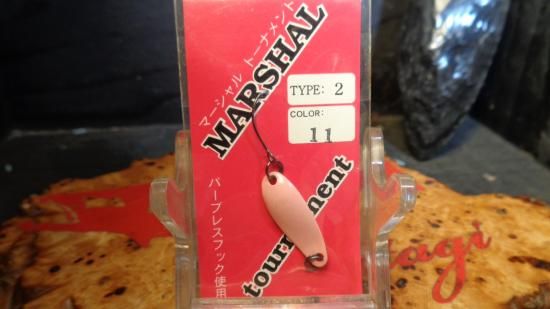 マーシャル トーナメント
MARSHAL
tournament
TYPE: 2
COLOR:
11
バーブレスフック使用